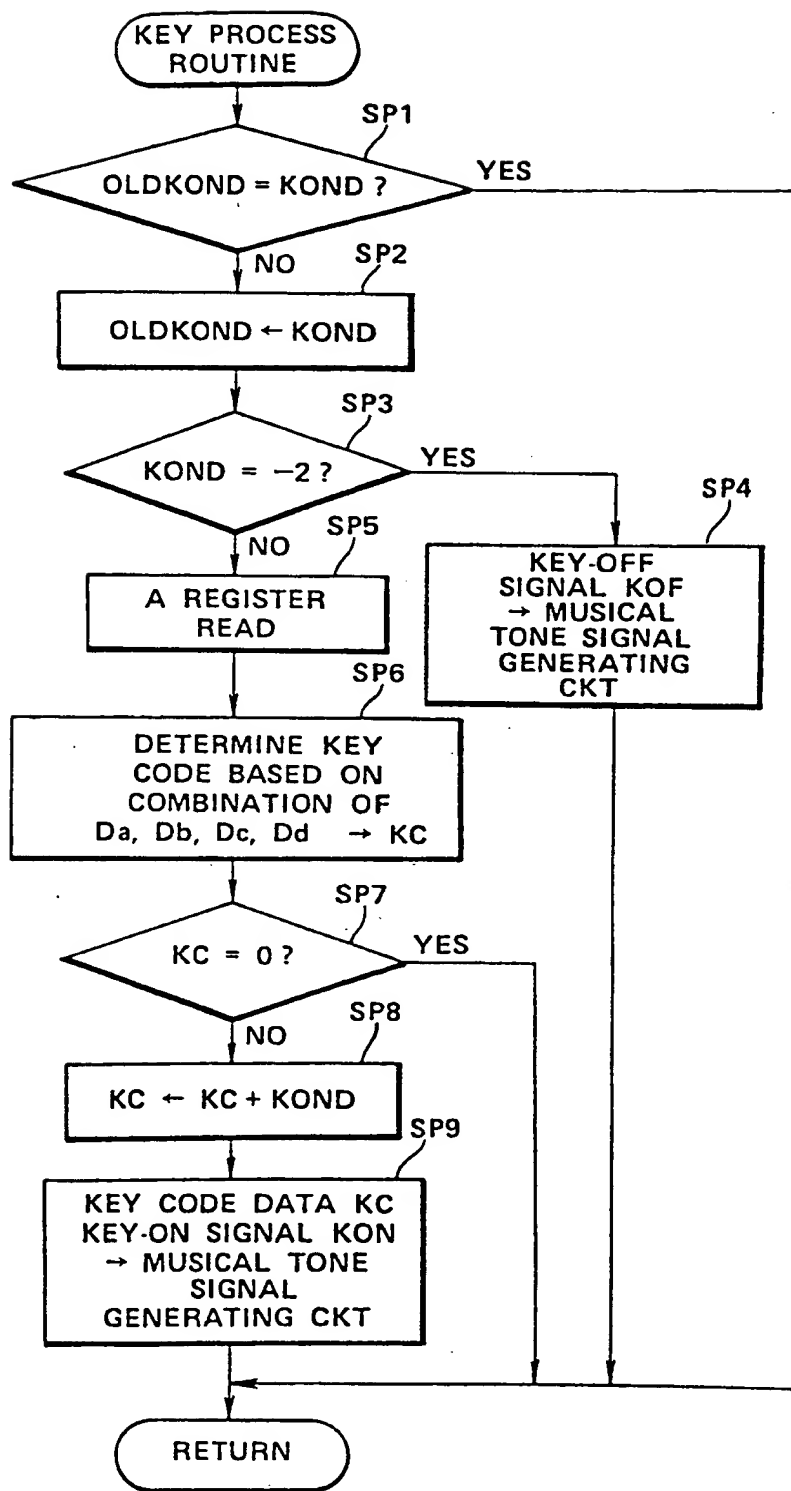 KEY PROCESS
ROUTINE
SP1
OLDKOND = KOND ?
YES
NO
SP2
OLDKOND ← KOND
SP3
KOND = −2 ?
YES
NO
SP4
KEY-OFF
SIGNAL KOF
→ MUSICAL
TONE SIGNAL
GENERATING
CKT
SP5
A REGISTER
READ
SP6
DETERMINE KEY
CODE BASED ON
COMBINATION OF
Da, Db, Dc, Dd → KC
SP7
KC = 0 ?
YES
NO
SP8
KC ← KC + KOND
SP9
KEY CODE DATA KC
KEY-ON SIGNAL KON
→ MUSICAL TONE
SIGNAL
GENERATING CKT
RETURN